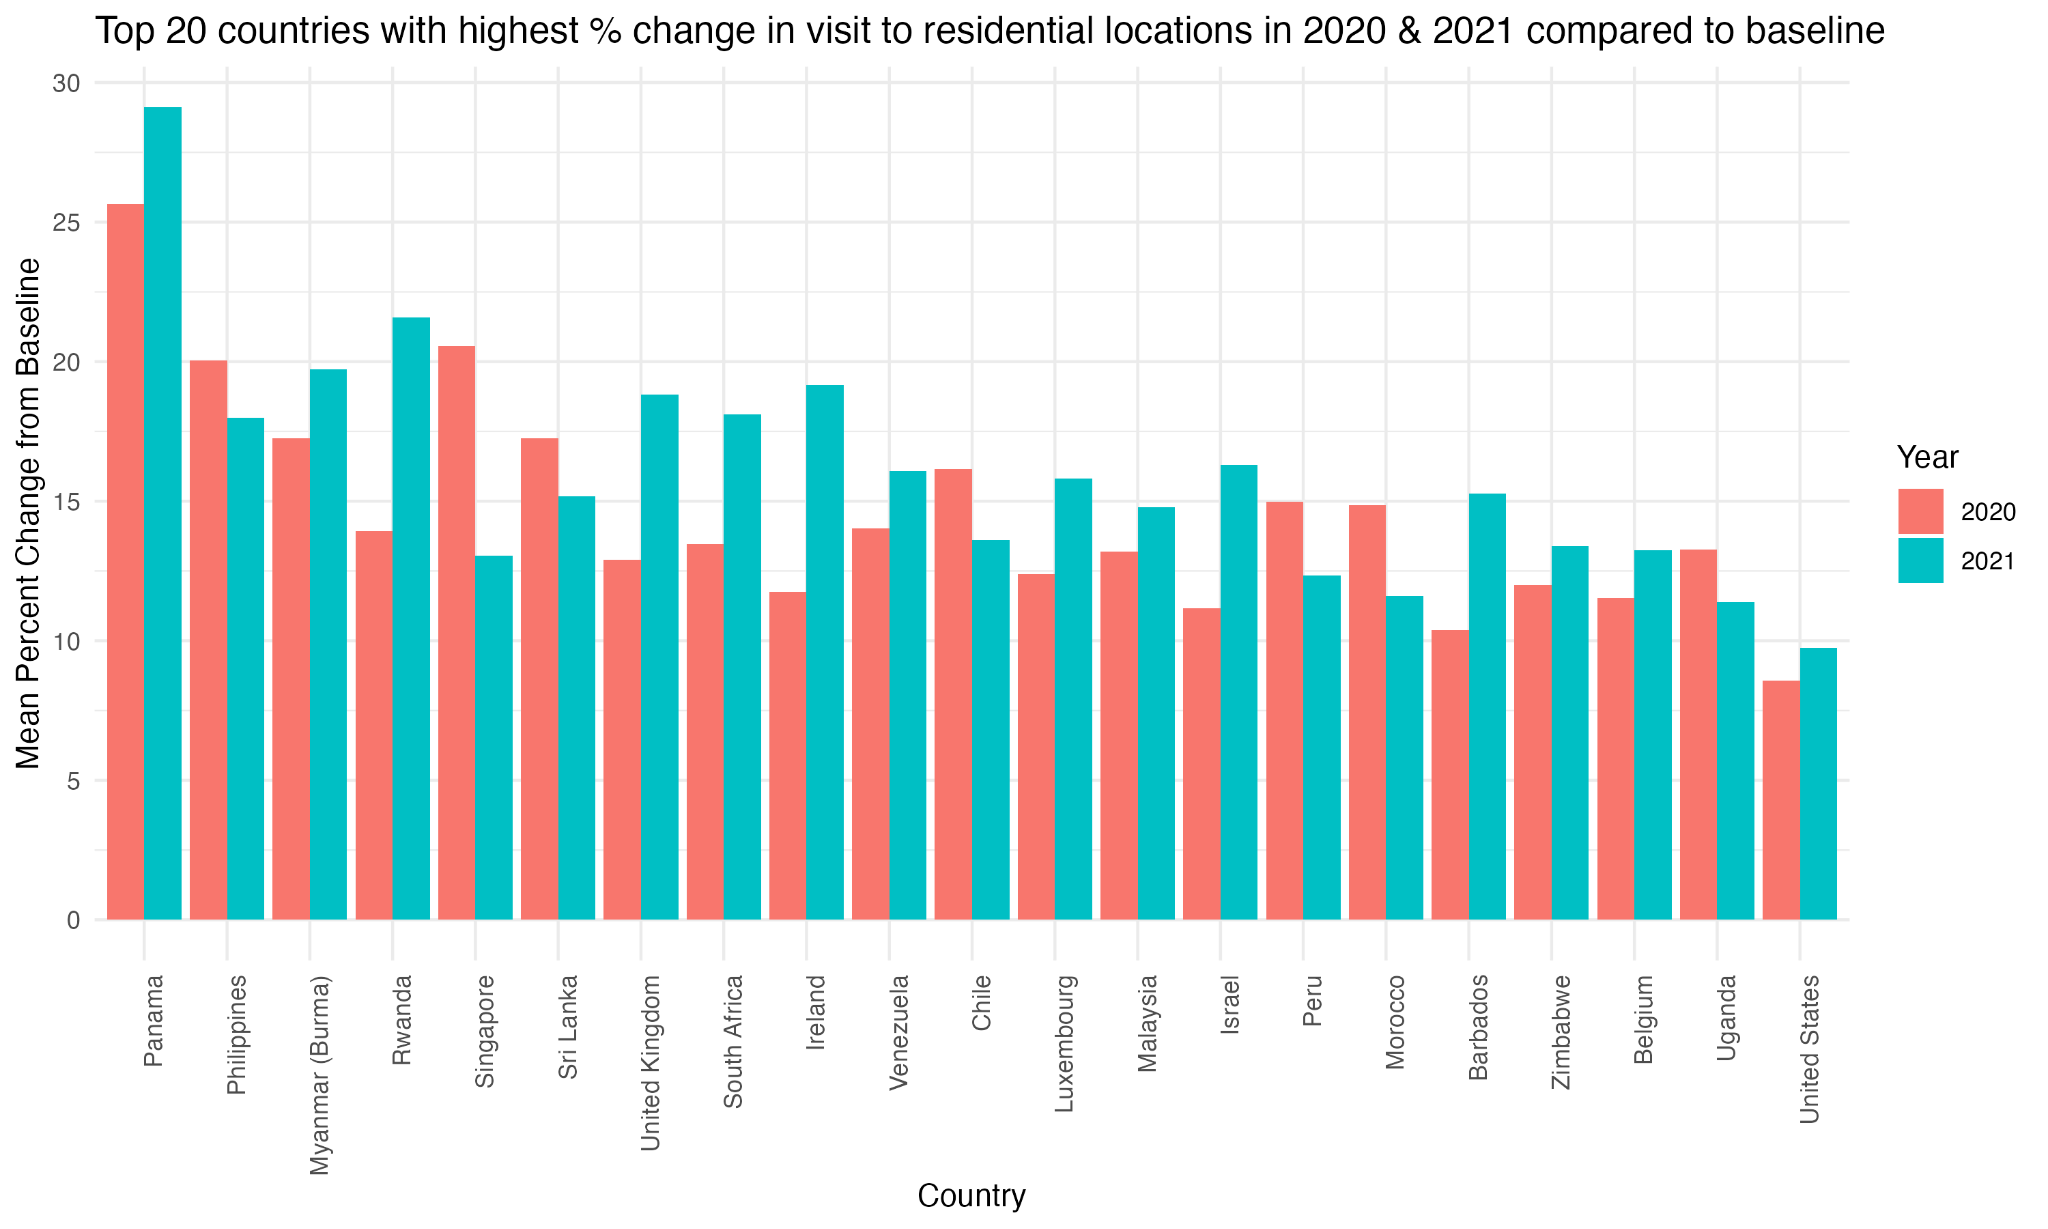 Top 20 countries with highest % change in visit to residential locations in 2020 & 2021 compared to baseline
Mean Percent Change from Baseline
30
25
20
15
10
5
0
Panama
Philippines
Myanmar (Burma)
Rwanda
Singapore
Sri Lanka
United Kingdom
South Africa
Ireland
Venezuela
Chile
Luxembourg
Malaysia
Israel
Peru
Morocco
Barbados
Zimbabwe
Belgium
Uganda
United States
Country
Year
2020
2021